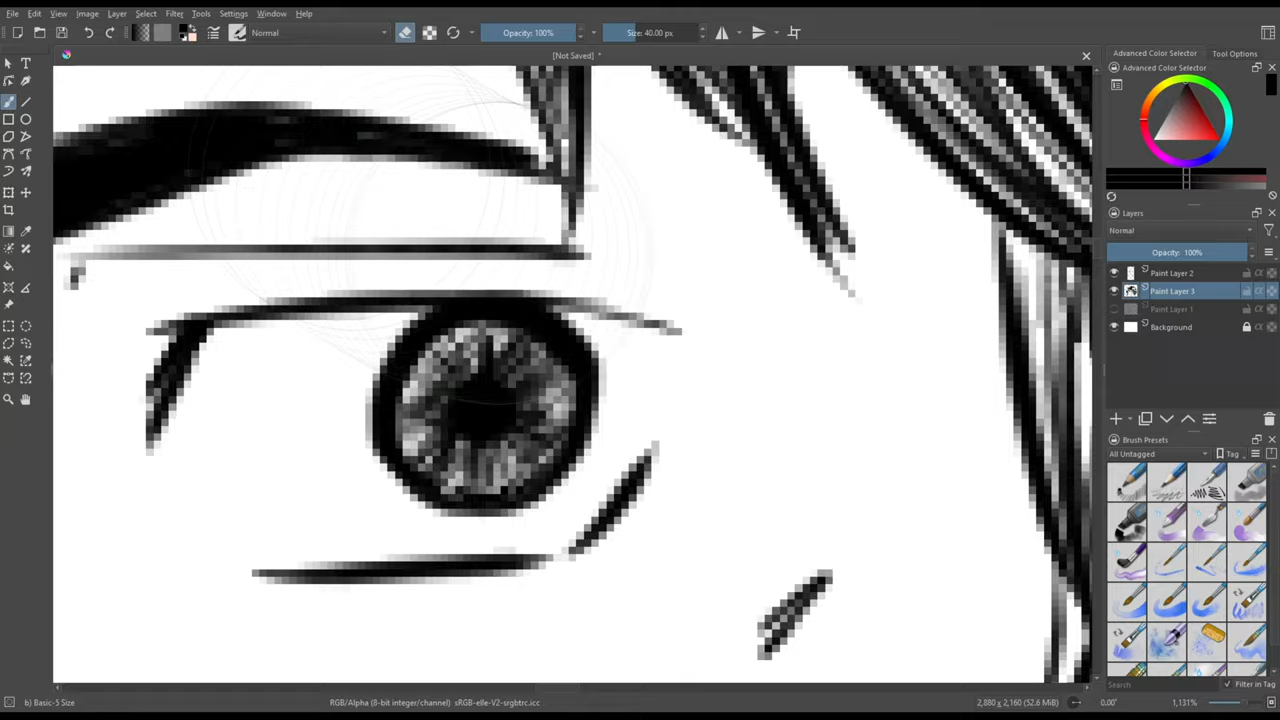 File Edit View Image Layer Select Filter Tools Settings Window Help
Normal
Opacity: 100%
Size: 40.00 px
[Not Saved] *
Advanced Color Selector
Tool Options
Advanced Color Selector
Layers
Normal
Opacity: 100%
Paint Layer 2
Paint Layer 3
Paint Layer 1
Background
Brush Presets
All Untagged
Tag
Search
Filter in Tag
b) Basic-5 Size
RGB/Alpha (8-bit integer/channel) sRGB-elle-V2-srgbtrc.icc
2,880 x 2,160 (52.6 MiB)
0.00°
1,131%